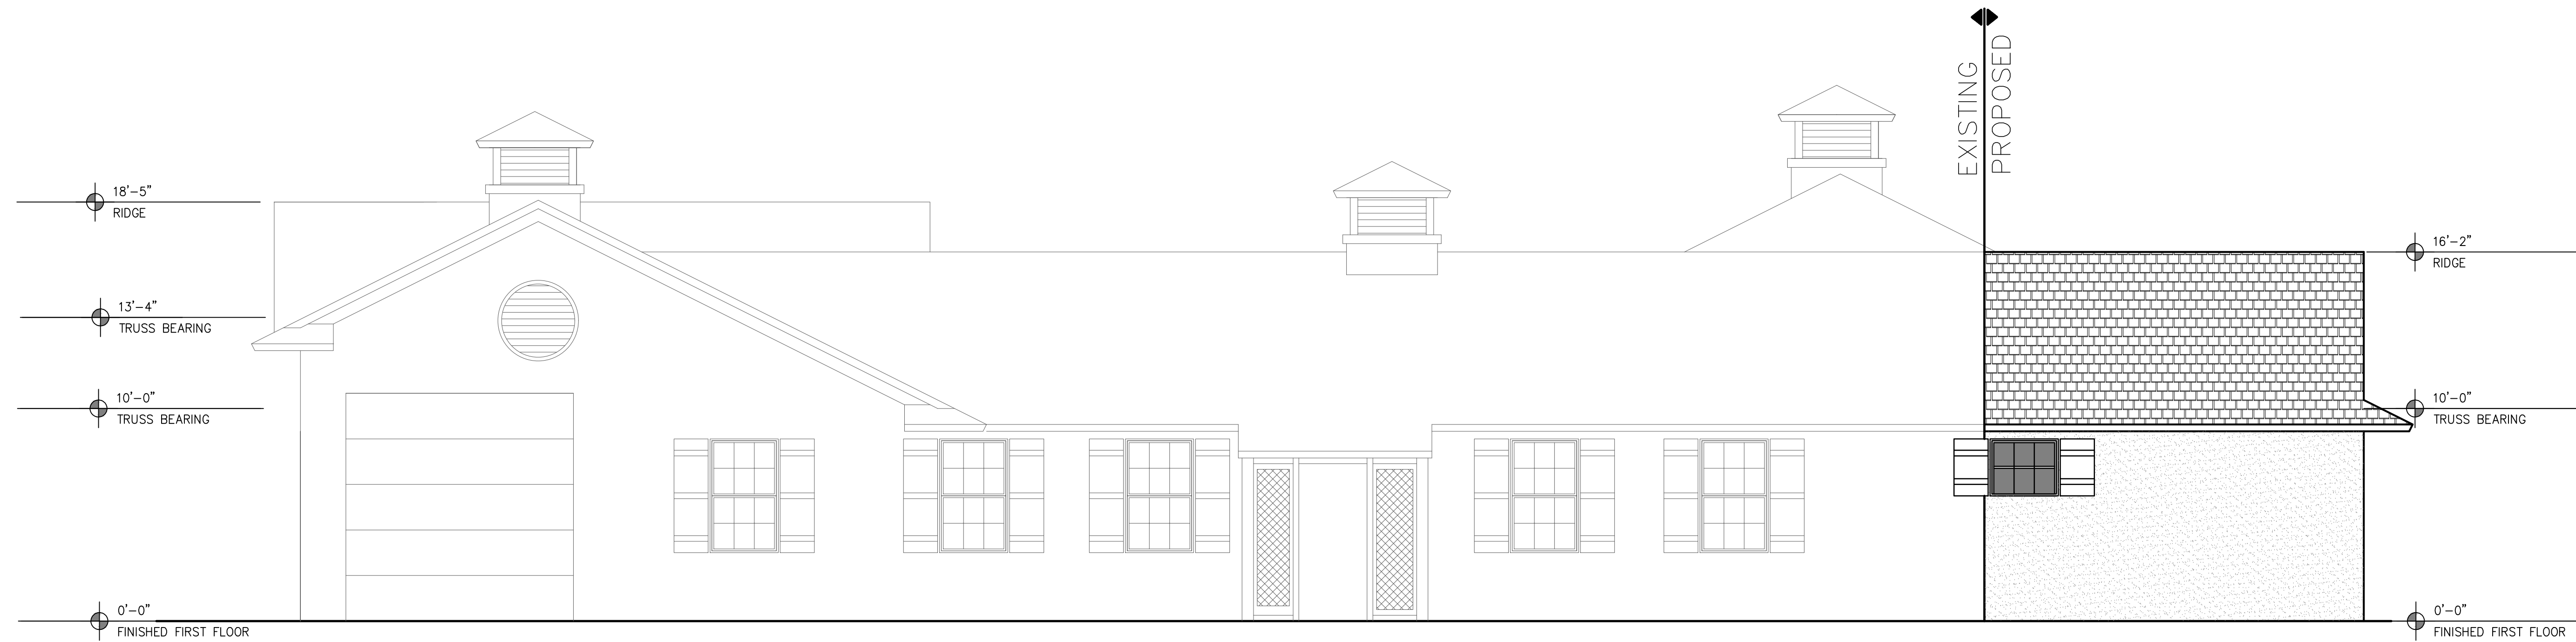 EXISTING
PROPOSED
18'-5"
RIDGE
13'-4"
TRUSS BEARING
10'-0"
TRUSS BEARING
0'-0"
FINISHED FIRST FLOOR
16'-2"
RIDGE
10'-0"
TRUSS BEARING
0'-0"
FINISHED FIRST FLOOR